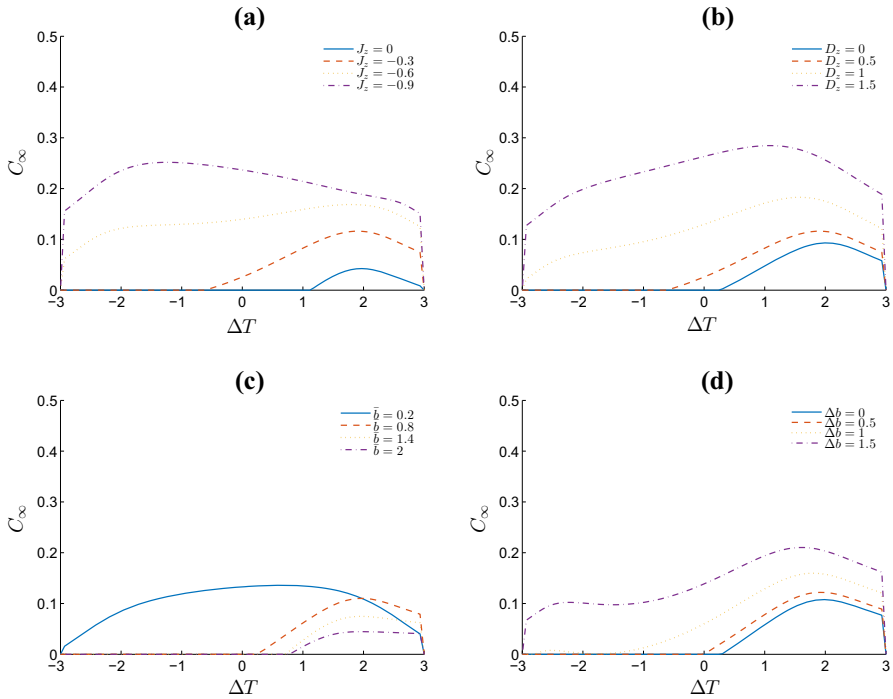 (a)
0.5
0.4
0.3
0.2
0.1
0
C∞
−3 −2 −1 0 1 2 3
ΔT
J_z = 0
J_z = −0.3
J_z = −0.6
J_z = −0.9
(b)
0.5
0.4
0.3
0.2
0.1
0
C∞
−3 −2 −1 0 1 2 3
ΔT
D_z = 0
D_z = 0.5
D_z = 1
D_z = 1.5
(c)
0.5
0.4
0.3
0.2
0.1
0
C∞
−3 −2 −1 0 1 2 3
ΔT
b̄ = 0.2
b̄ = 0.8
b̄ = 1.4
b̄ = 2
(d)
0.5
0.4
0.3
0.2
0.1
0
C∞
−3 −2 −1 0 1 2 3
ΔT
Δb = 0
Δb = 0.5
Δb = 1
Δb = 1.5